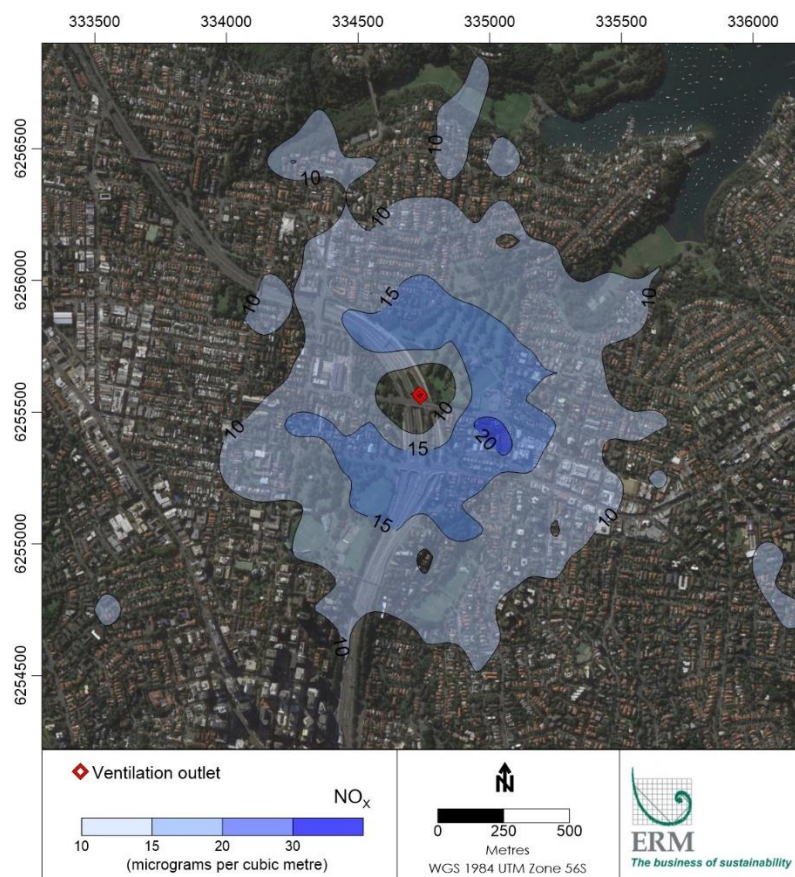 333500 334000 334500 335000 335500 336000
6256500
6256000
6255500
6255000
6254500
10
10
10
10
10
15
10
10
15
20
10
15
10
10
Ventilation outlet
NOx
10 15 20 30
(micrograms per cubic metre)
N
0 250 500
Metres
WGS 1984 UTM Zone 56S
ERM
The business of sustainability